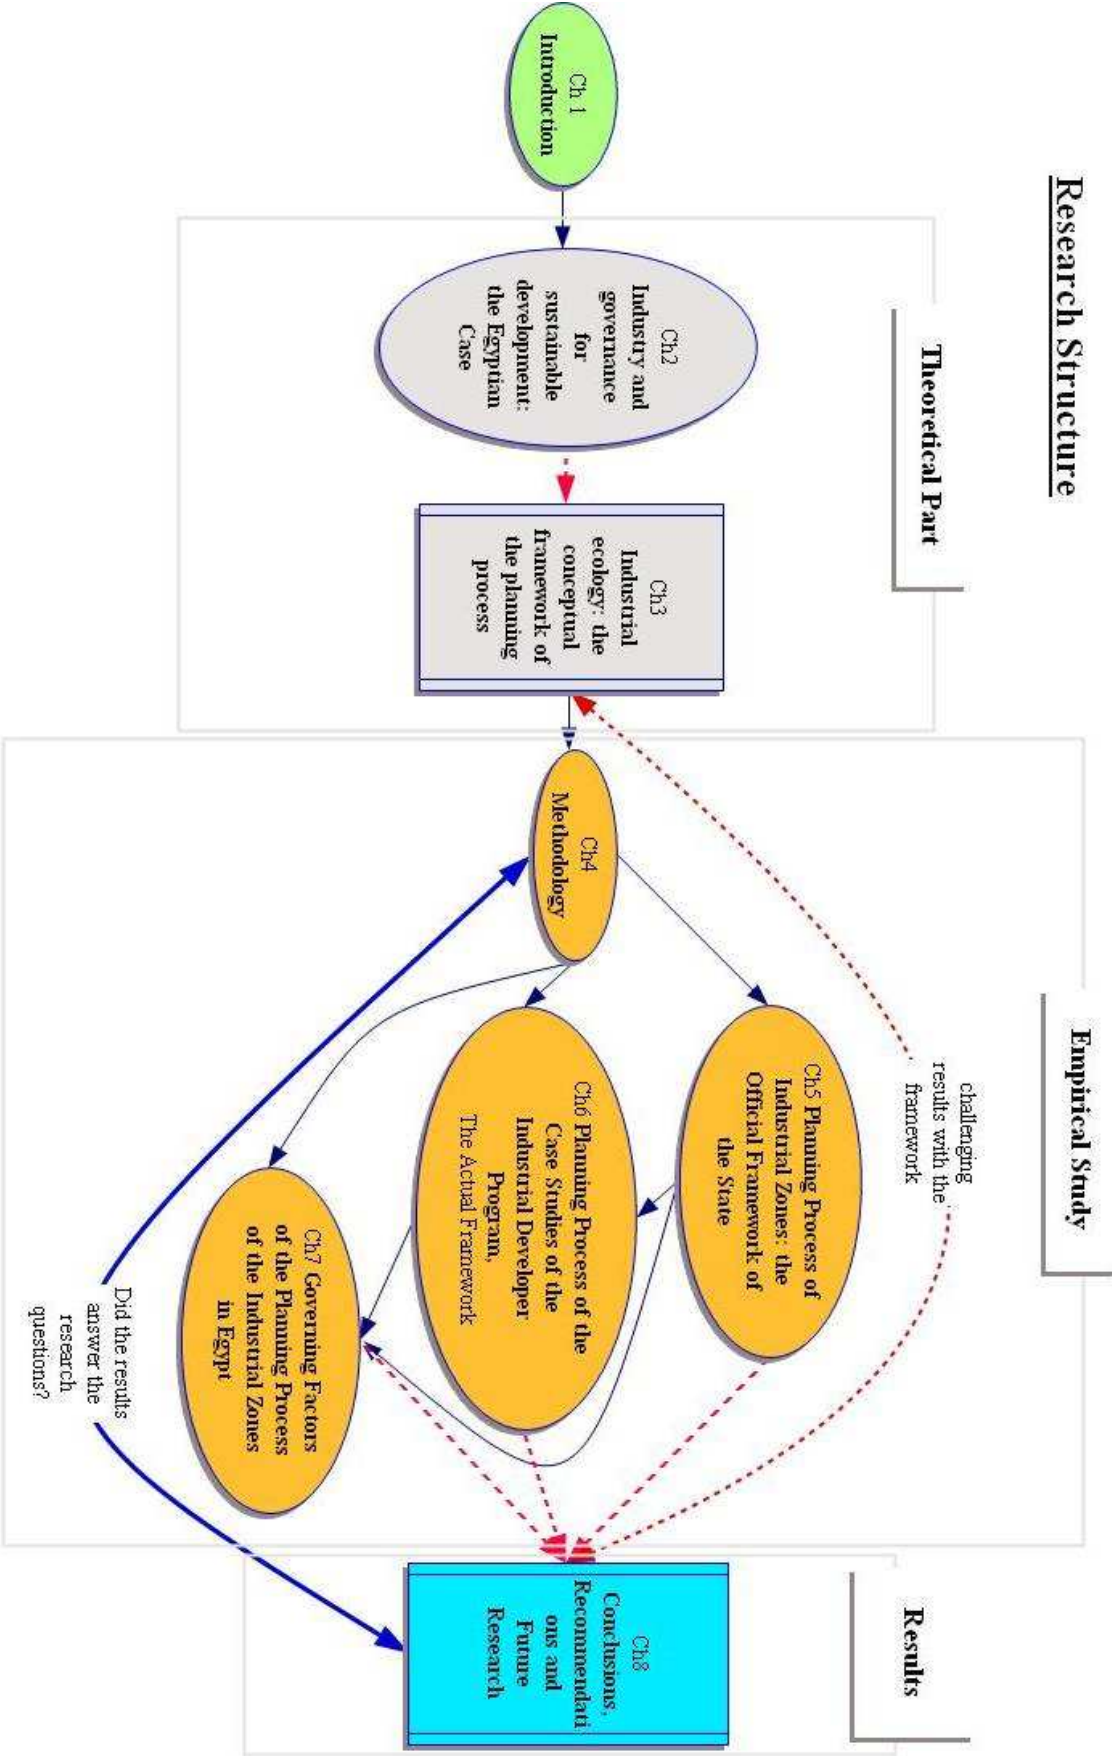 Research Structure
Theoretical Part
Empirical Study
Results
Ch 1
Introduction
Ch2
Industry and
governance
for
sustainable
development:
the Egyptian
Case
Ch3
Industrial
ecology: the
conceptual
framework of
the planning
process
Ch4
Methodology
challenging
results with the
framework
Ch5 Planning Process of
Industrial Zones: the
Official Framework of
the State
Ch6 Planning Process of the
Case Studies of the
Industrial Developer
Program,
The Actual Framework
Ch7 Governing Factors
of the Planning Process
of the Industrial Zones
in Egypt
Did the results
answer the
research
questions?
Ch8
Conclusions,
Recommendati
ons and
Future
Research